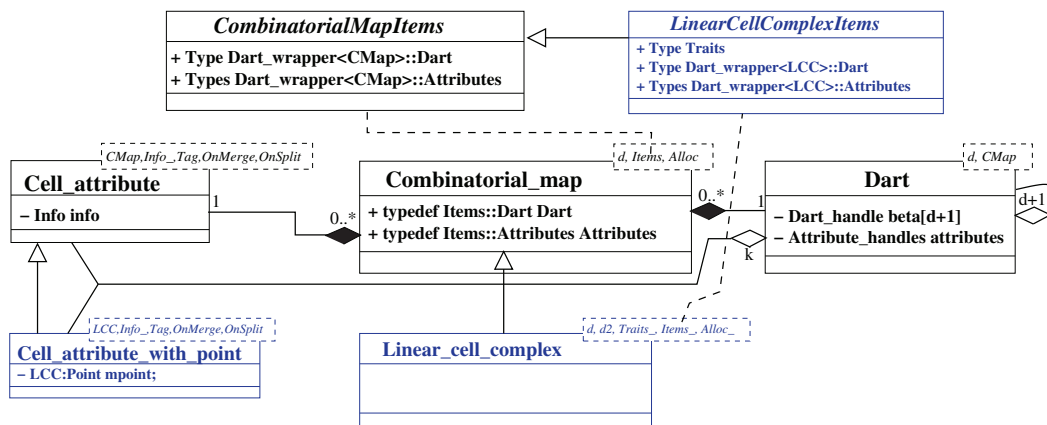 CombinatorialMapItems
+ Type Dart_wrapper<CMap>::Dart
+ Types Dart_wrapper<CMap>::Attributes
LinearCellComplexItems
+ Type Traits
+ Type Dart_wrapper<LCC>::Dart
+ Types Dart_wrapper<LCC>::Attributes
CMap,Info_,Tag,OnMerge,OnSplit
Cell_attribute
− Info info
1
0..*
d, Items, Alloc
Combinatorial_map
+ typedef Items::Dart Dart
+ typedef Items::Attributes Attributes
0..*
1
d, CMap
Dart
− Dart_handle beta[d+1]
− Attribute_handles attributes
d+1
k
LCC,Info_,Tag,OnMerge,OnSplit
Cell_attribute_with_point
− LCC:Point mpoint;
d, d2, Traits_, Items_, Alloc_
Linear_cell_complex